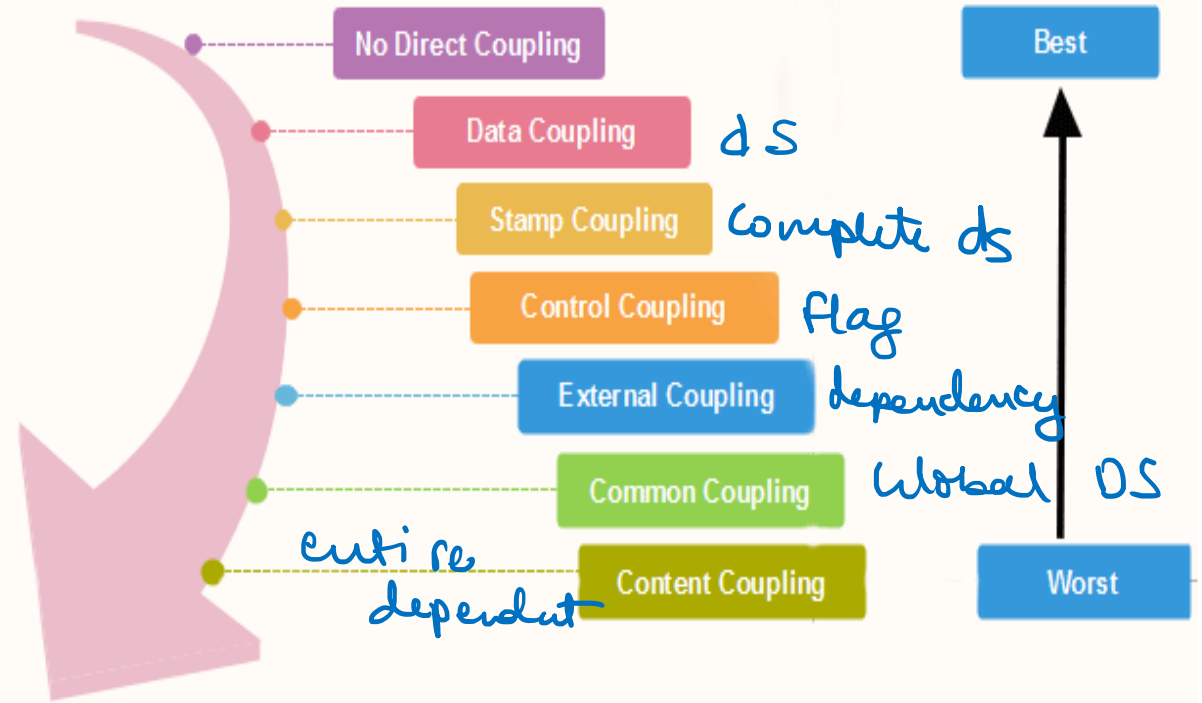 No Direct Coupling
Best
Data Coupling
ds
Stamp Coupling
Complete ds
Control Coupling
flag
External Coupling
dependency
Common Coupling
Global DS
entire
dependent
Content Coupling
Worst